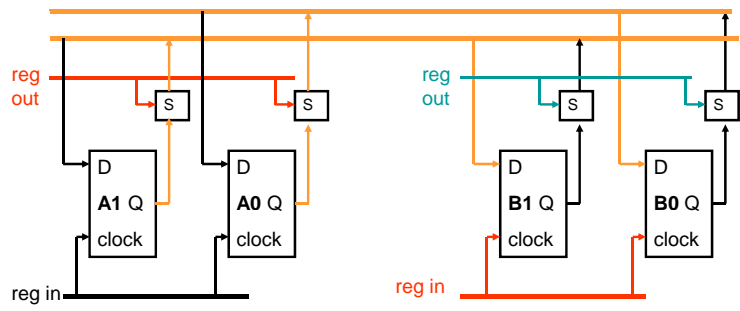 reg
out
S
S
D
A1 Q
clock
D
A0 Q
clock
reg in
reg
out
S
S
D
B1 Q
clock
D
B0 Q
clock
reg in